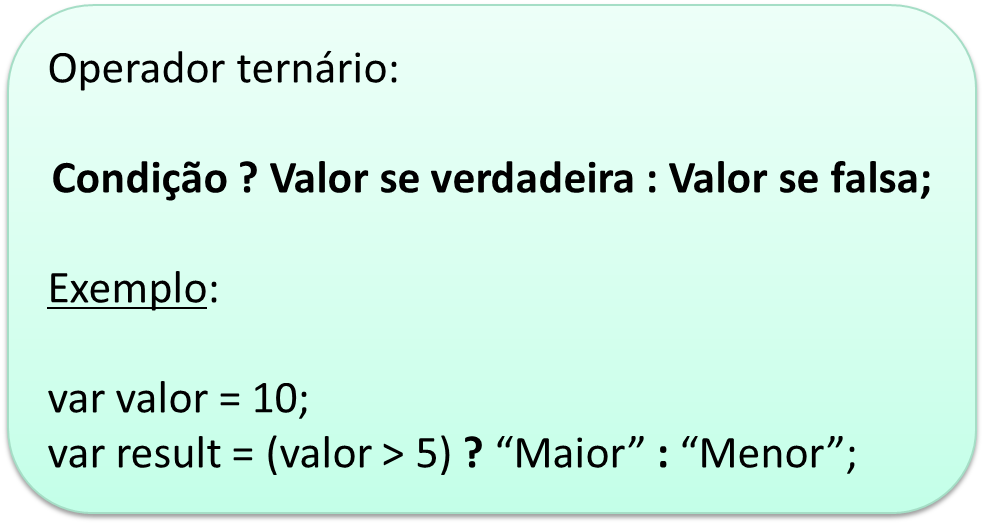 Operador ternário:
Condição ? Valor se verdadeira : Valor se falsa;
Exemplo:
var valor = 10;
var result = (valor > 5) ? “Maior” : “Menor”;